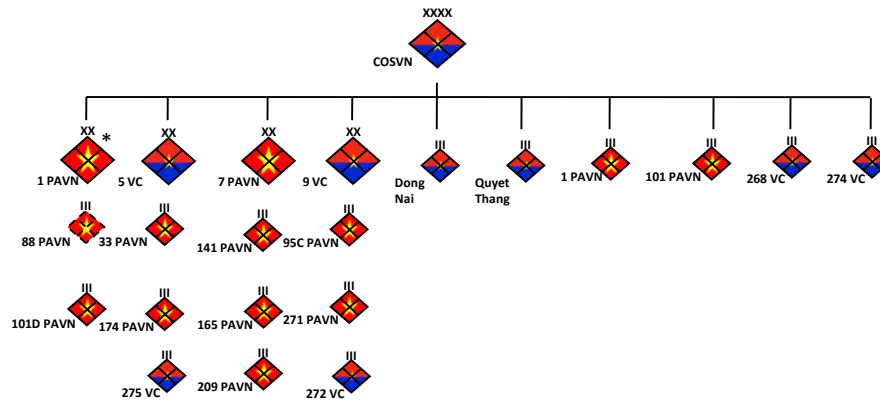 XXXX
COSVN
XX XX XX XX III III III III III III
*
1 PAVN 5 VC 7 PAVN 9 VC Dong Nai Quyet Thang 1 PAVN 101 PAVN 268 VC 274 VC
III III III III
88 PAVN 33 PAVN 141 PAVN 95C PAVN
III III III III
101D PAVN 174 PAVN 165 PAVN 271 PAVN
III III III
275 VC 209 PAVN 272 VC